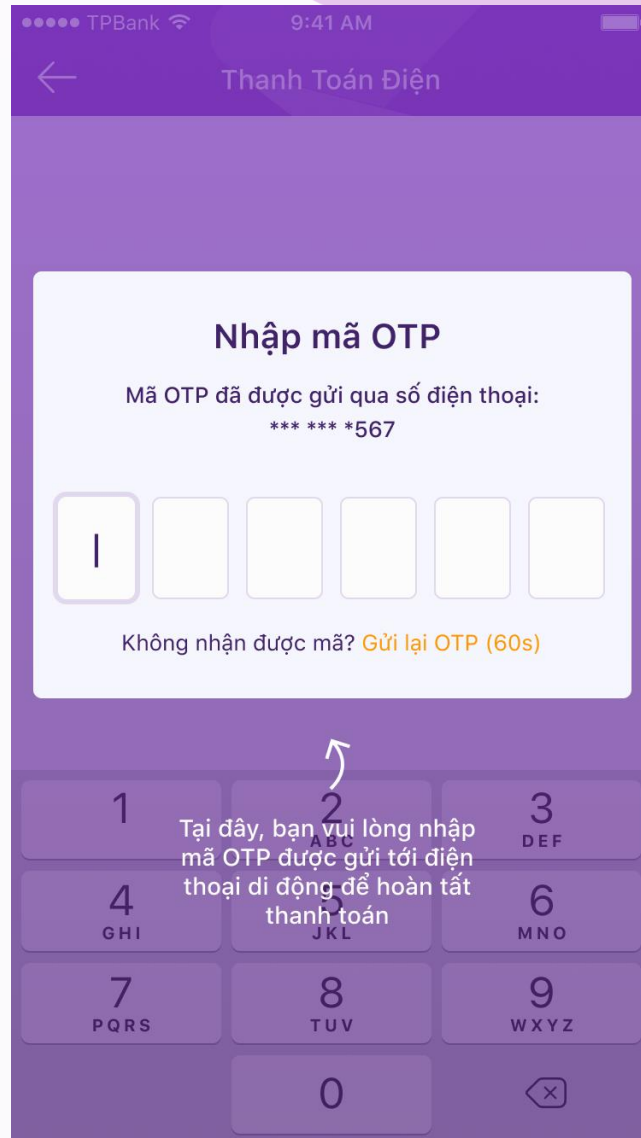 TPBank 9:41 AM
Thanh Toán Điện
Nhập mã OTP
Mã OTP đã được gửi qua số điện thoại:
*** *** *567
Không nhận được mã? Gửi lại OTP (60s)
1 2 3
ABC DEF
Tại đây, bạn vui lòng nhập
mã OTP được gửi tới điện
thoại di động để hoàn tất
thanh toán
4 5 6
GHI JKL MNO
7 8 9
PQRS TUV WXYZ
0